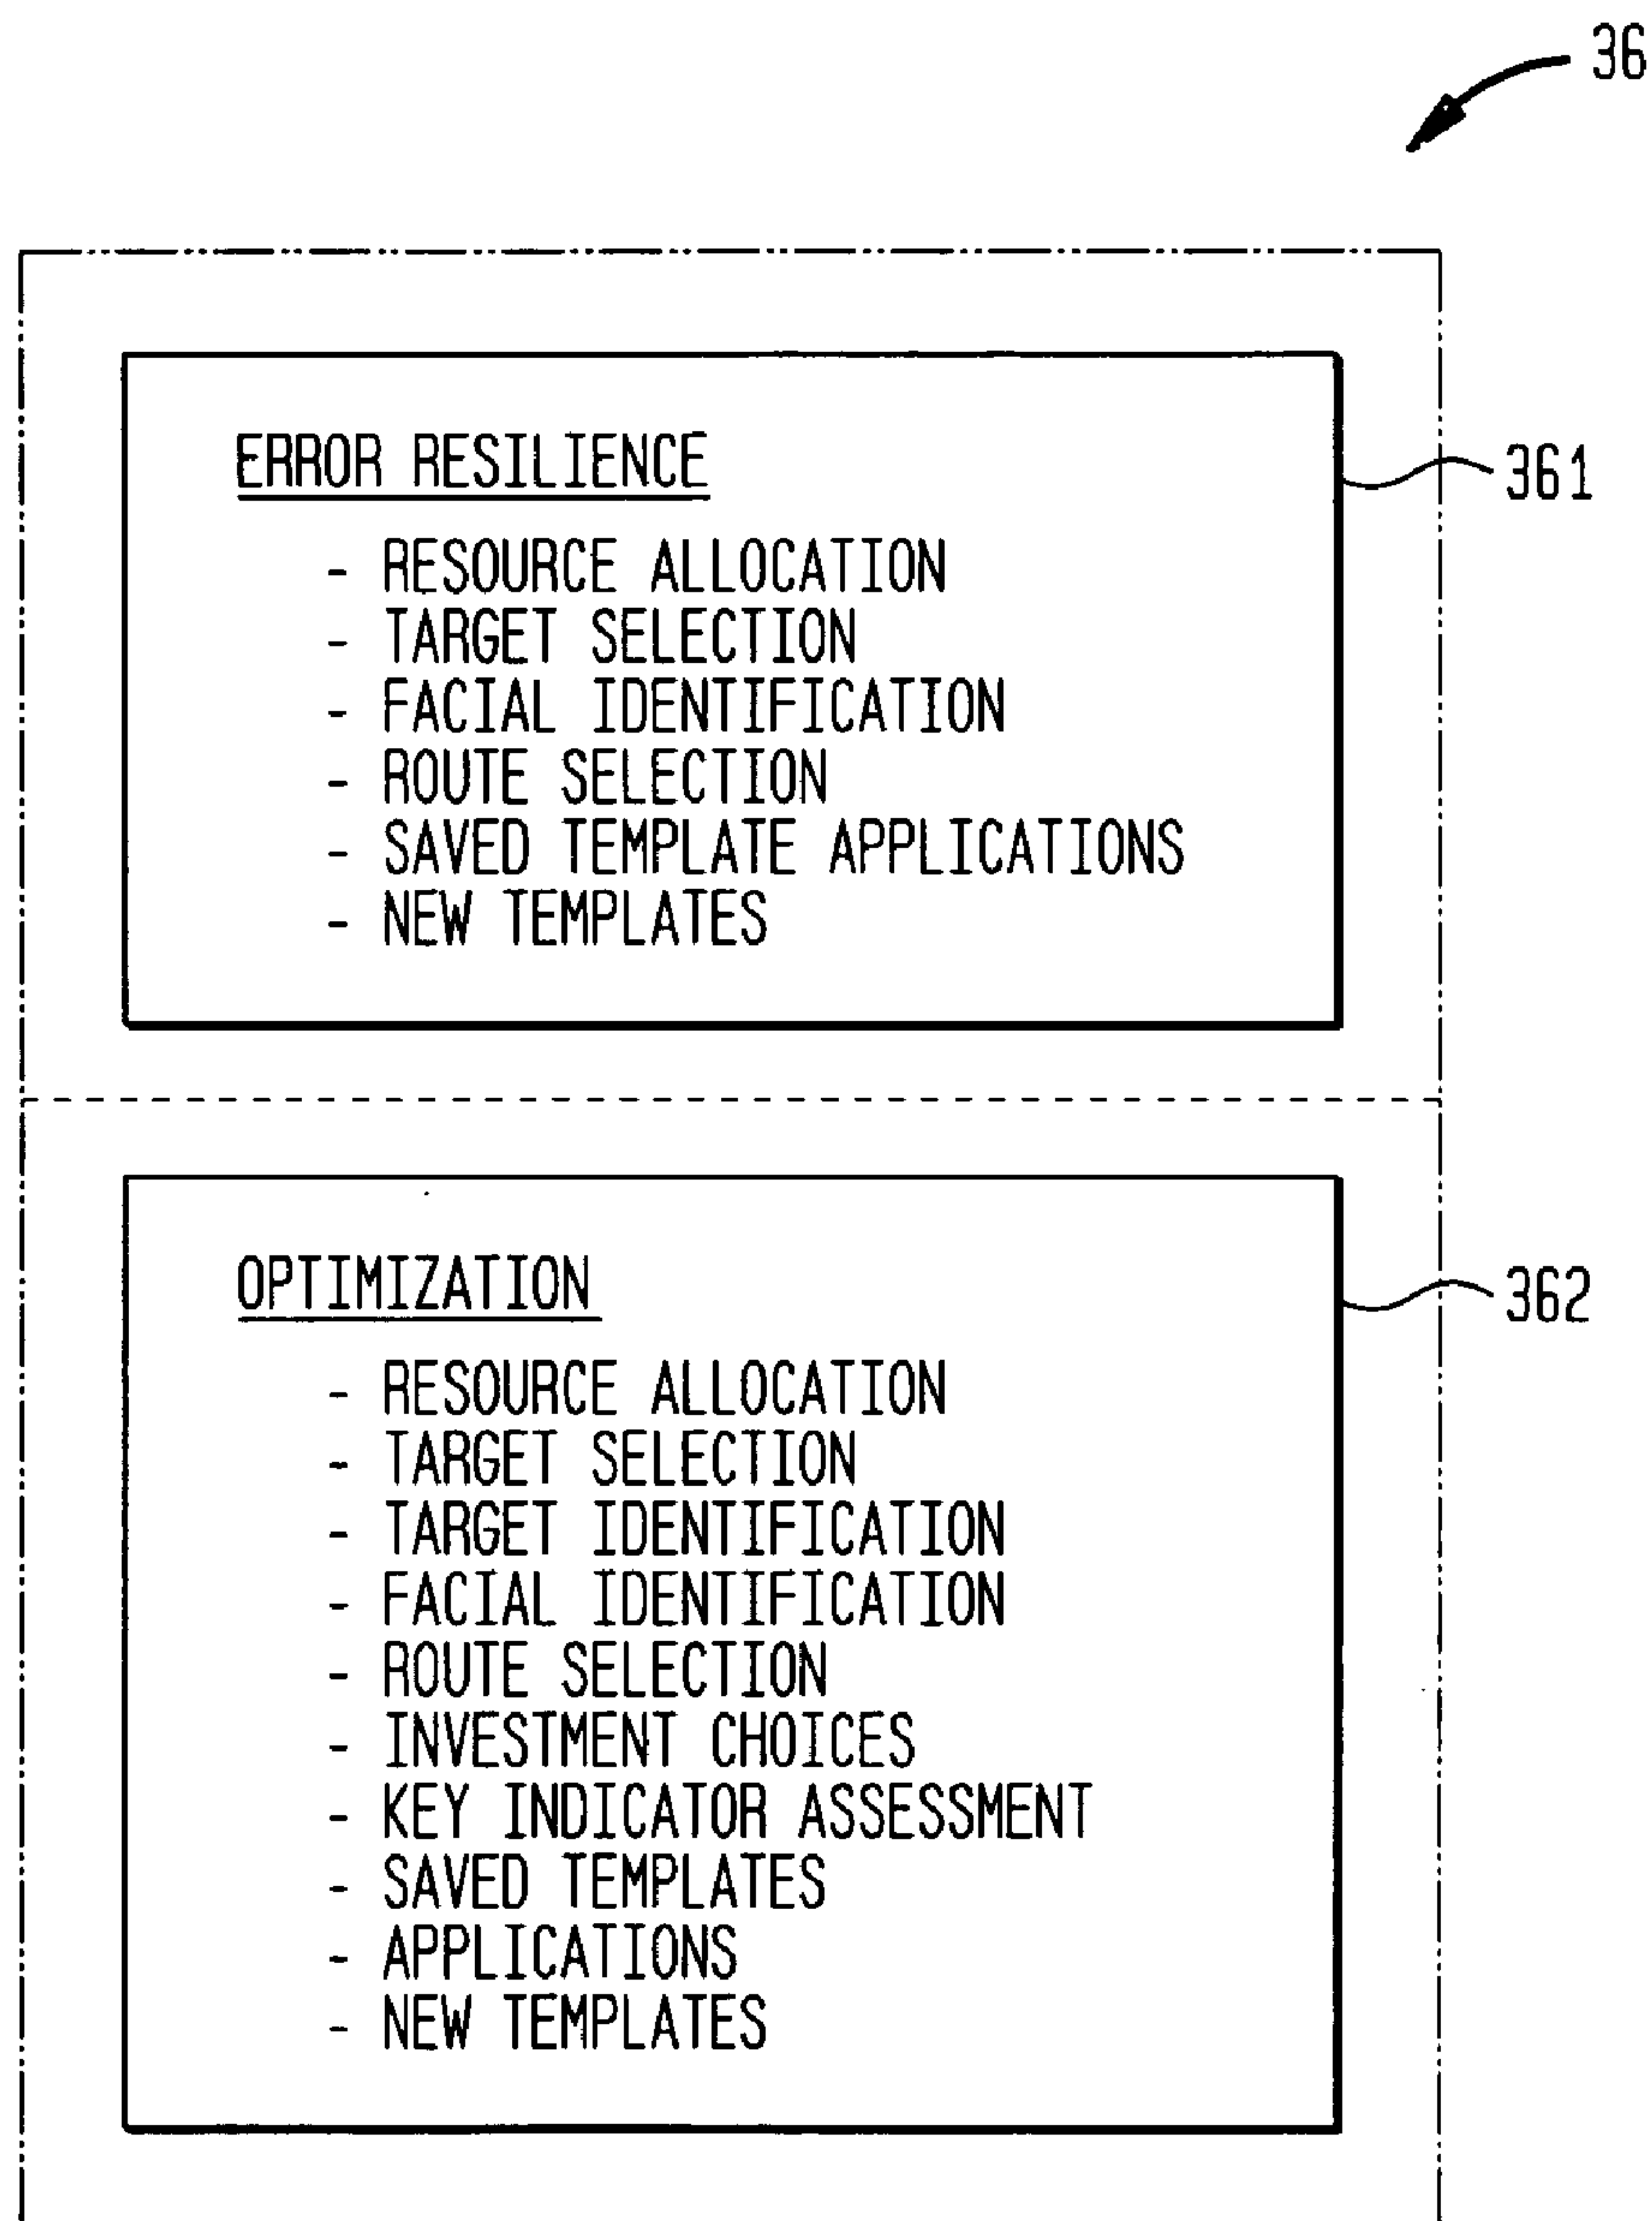 36
ERROR RESILIENCE
361
- RESOURCE ALLOCATION
- TARGET SELECTION
- FACIAL IDENTIFICATION
- ROUTE SELECTION
- SAVED TEMPLATE APPLICATIONS
- NEW TEMPLATES
OPTIMIZATION
362
- RESOURCE ALLOCATION
- TARGET SELECTION
- TARGET IDENTIFICATION
- FACIAL IDENTIFICATION
- ROUTE SELECTION
- INVESTMENT CHOICES
- KEY INDICATOR ASSESSMENT
- SAVED TEMPLATES
- APPLICATIONS
- NEW TEMPLATES